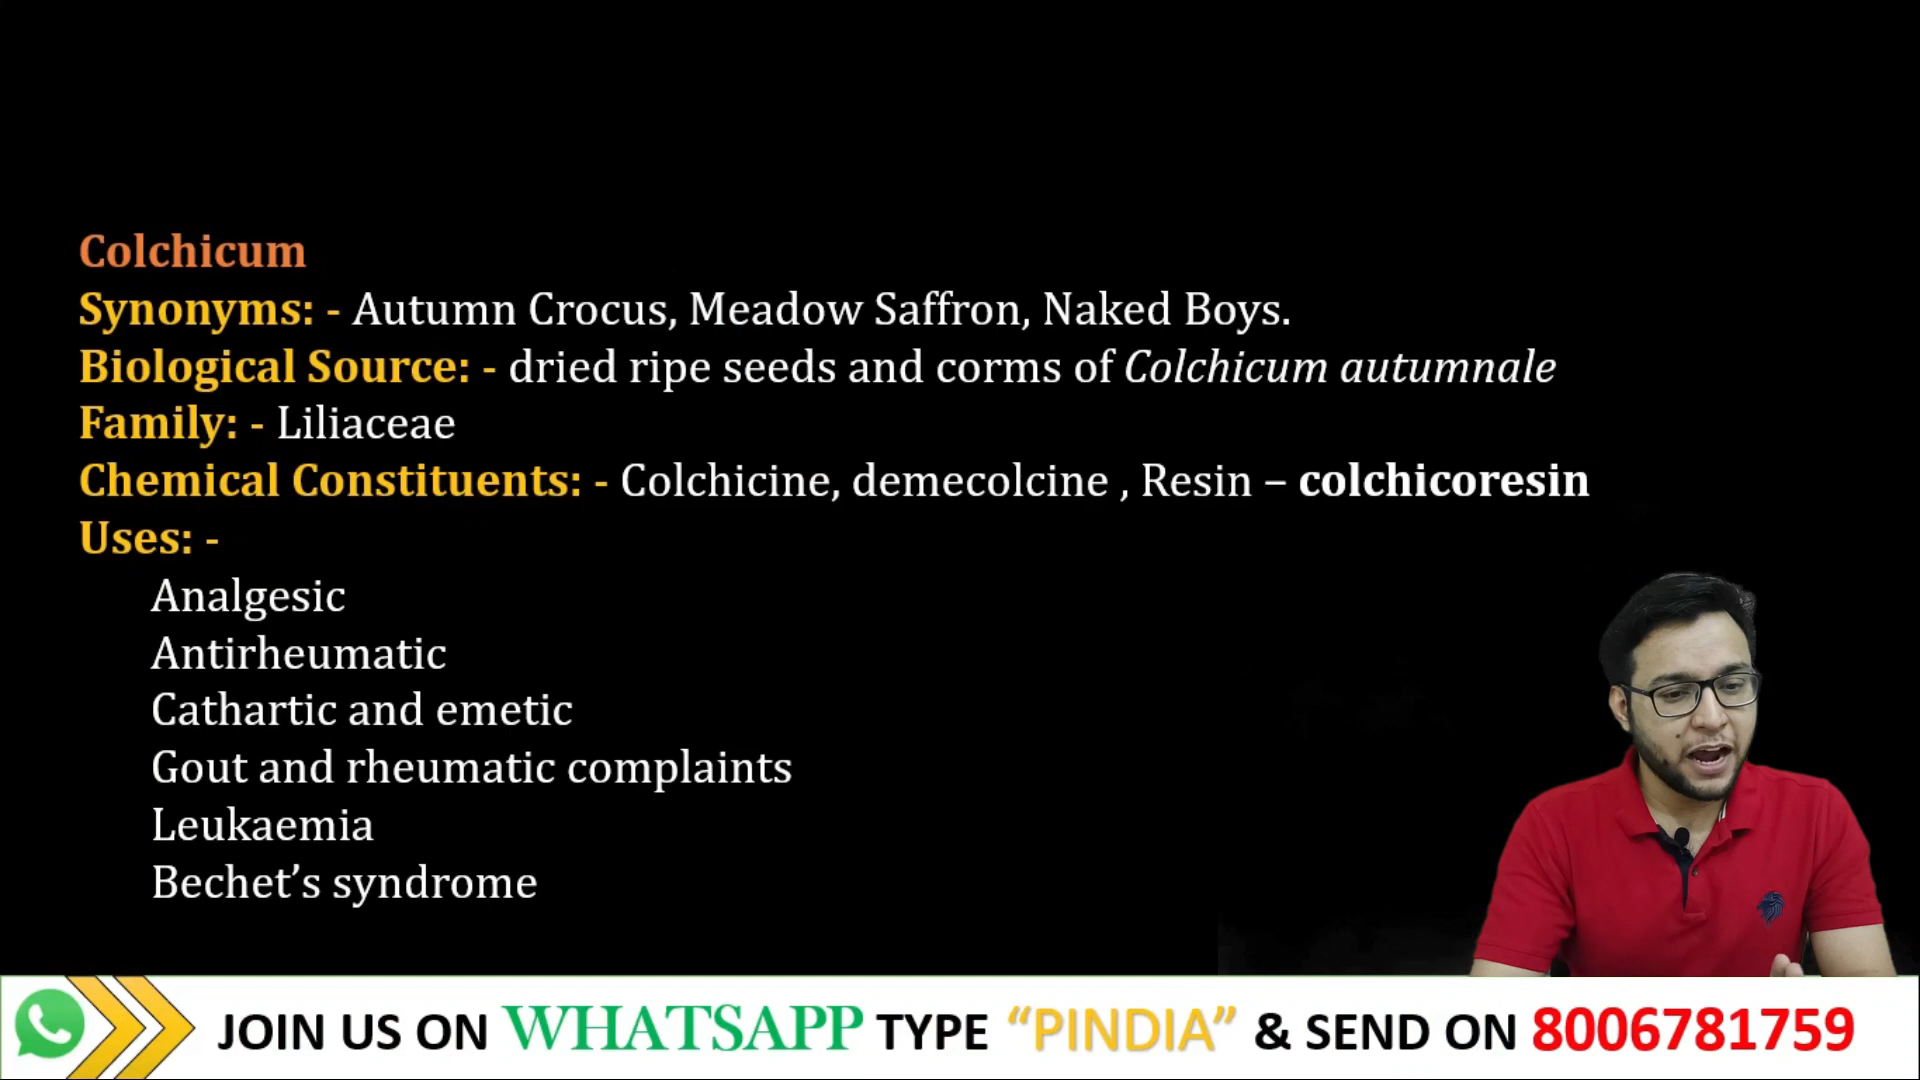 Colchicum
Synonyms: - Autumn Crocus, Meadow Saffron, Naked Boys.
Biological Source: - dried ripe seeds and corms of Colchicum autumnale
Family: - Liliaceae
Chemical Constituents: - Colchicine, demecolcine , Resin – colchicoresin
Uses: -
Analgesic
Antirheumatic
Cathartic and emetic
Gout and rheumatic complaints
Leukaemia
Bechet’s syndrome
JOIN US ON WHATSAPP TYPE “PINDIA” & SEND ON 8006781759